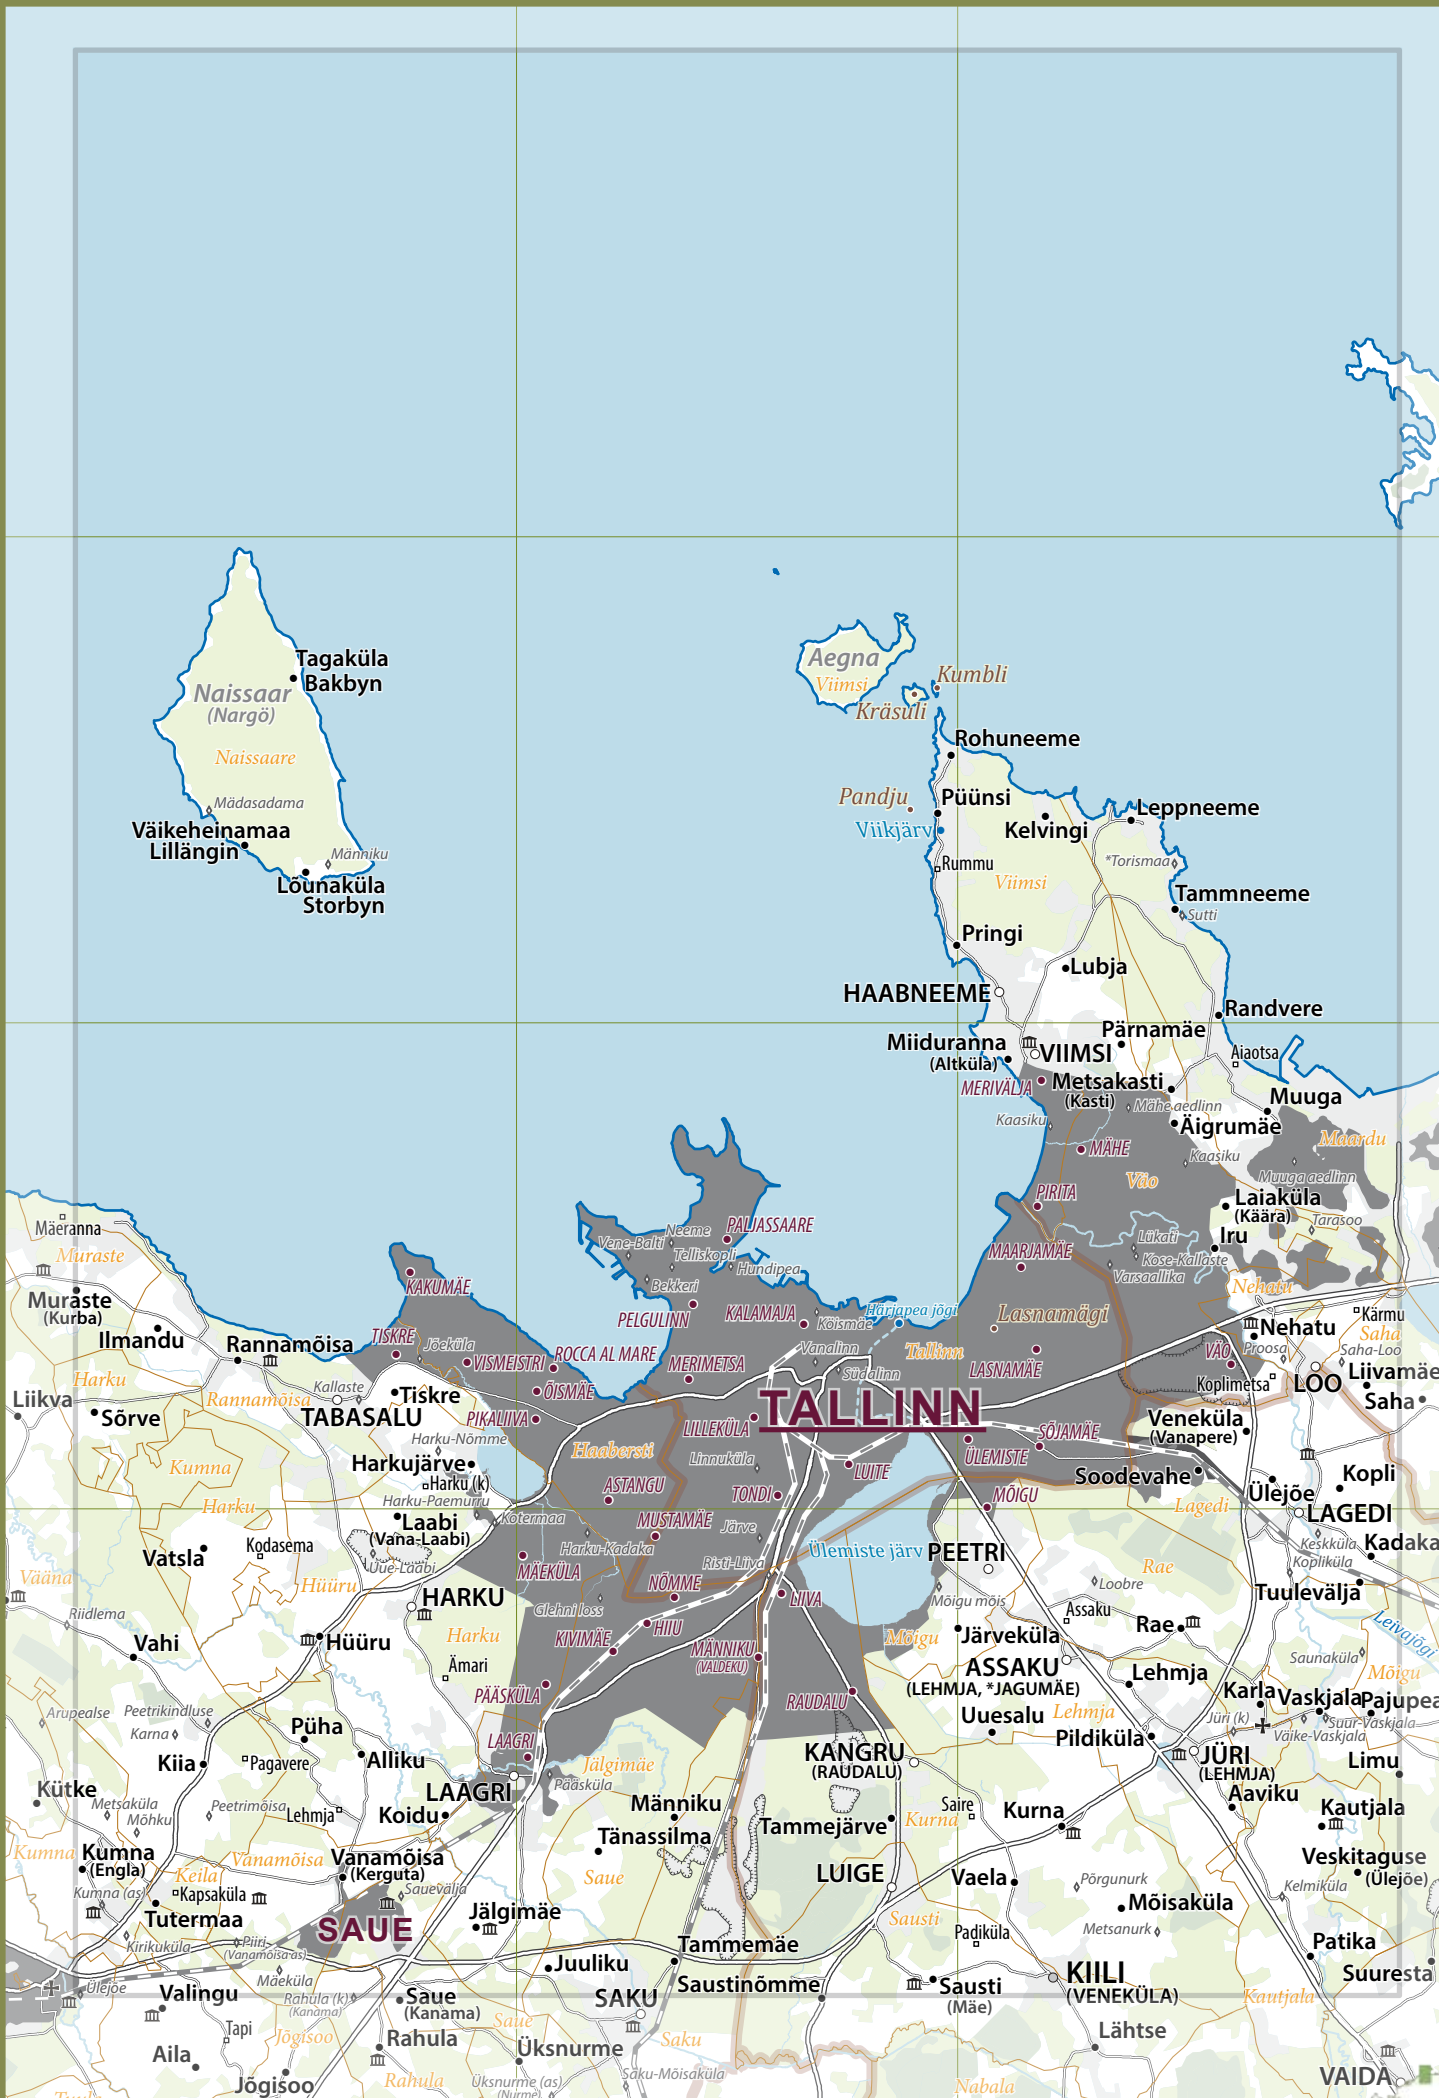 Tagaküla
Bakbyn
Naissaar
(Nargö)
Naissaare
Mädasadama
Väikeheinamaa
Lillängin
Männiku
Lõunaküla
Storbyn
Aegna
Viimsi
Kumbli
Kräsuli
Rohuneeme
Pandju
Püünsi
Viikjärv
Kelvingi
Leppneeme
Rummu
*Torismaa
Viimsi
Tammneeme
Sutti
Pringi
Lubja
HAABNEEME
Randvere
Pärnamäe
Miiduranna
(Altküla)
VIIMSI
Aiaotsa
MERIVÄLJA
Metsakasti
(Kasti)
Mähe aedlinn
Muuga
Kaasiku
Äigrumäe
Maardu
MÄHE
Kaasiku
Muuga aedlinn
Väo
PIRITA
Laiaküla
(Käära)
Tarasoo
Iru
Lükati
Kose-Kallaste
Varsaallika
MAARJAMÄE
Nehatu
Mäeranna
Muraste
Muraste
(Kurba)
Ilmandu
Rannamõisa
KAKUMÄE
TISKRE
Jõeküla
VISMEISTRI
ROCCA AL MARE
ÕISMÄE
Neeme
Vene-Balti
Telliskopli
Bekkeri
PALJASSAARE
Hundipea
PELGULINN
KALAMAJA
Kõismäe
Härjapea jõgi
Lasnamägi
Vanalinn
Südalinn
Tallinn
LASNAMÄE
MERIMETSA
Kärmu
Nehatu
Proosa
Saha
Saha-Loo
VÄO
Koplimetsa
LOO
Liivamäe
Saha
Harku
Rannamõisa
Kallaste
Tiskre
TABASALU
Liikva
Sõrve
PIKALIIVA
Harku-Nõmme
Harkujärve
Harku (k)
Harku-Paemurru
Kumna
Harku
Laabi
(Vana-Laabi)
Uue-Laabi
Kotermaa
Haabersti
ASTANGU
LILLEKÜLA
TALLINN
Linnuküla
TONDI
LUITE
ÜLEMISTE
SÕJAMÄE
MÕIGU
Veneküla
(Vanapere)
Soodevahe
Lagedi
Ülejõe
Kopli
LAGEDI
Keskküla
Kopliküla
Kadaka
MUSTAMÄE
Järve
Harku-Kadaka
Risti-Liiva
Ülemiste järv
PEETRI
Kodasema
Vatsla
Hüüru
Vääna
MÄEKÜLA
NÕMME
LIIVA
Glehni loss
HIIU
KIVIMÄE
MÄNNIKU
(VALDEKU)
RAUDALU
HARKU
Riidlema
Vahi
Hüüru
Harku
Ämari
PÄÄSKÜLA
LAAGRI
Mõigu mõis
Loobre
Rae
Assaku
Tuulevälja
Rae
Leivajõgi
Mõigu
Järveküla
ASSAKU
(LEHMJA, *JAGUMÄE)
Lehmja
Saunaküla
Mõigu
Karla
Vaskjala
Pajupea
Jüri (k)
Suur-Vaskjala
Väike-Vaskjala
Uuesalu
Lehmja
Pildiküla
JÜRI
(LEHMJA)
Limu
Aaviku
Kautjala
Arupealse
Peetrikindluse
Karna
Püha
Kiia
Pagavere
Alliku
Kütke
Metsaküla
Mõhku
Peetrimõisa
Lehmja
Koidu
LAAGRI
Pääsküla
Jälgimäe
Männiku
Tänassilma
KANGRU
(RAUDALU)
Tammejärve
Kurna
Saire
Kurna
Kumna
Kumna
(Engla)
Keila
Vanamõisa
Vanamõisa
(Kerguta)
Kapsaküla
Kumna (as)
Tutermaa
Sauevälja
SAUE
Jälgimäe
Saue
LUIGE
Vaela
Põrgunurk
Mõisaküla
Metsanurk
Veskitaguse
(Ülejõe)
Kelmiküla
Kirikuküla
Piiri
(Vanamõisa as)
Mäeküla
Ülejõe
Valingu
Rahula (k)
(Kanama)
Saue
(Kanama)
Juuliku
Tammemäe
Saustinõmme
Sausti
Padiküla
Sausti
(Mäe)
KIILI
(VENEKÜLA)
Patika
Suuresta
Kautjala
SAKU
Tapi
Jõgisoo
Rahula
Saue
Üksnurme
Saku
Lähtse
Aila
Jõgisoo
Rahula
Üksnurme (as)
(Nurme)
Saku-Mõisaküla
Nabala
VAIDA